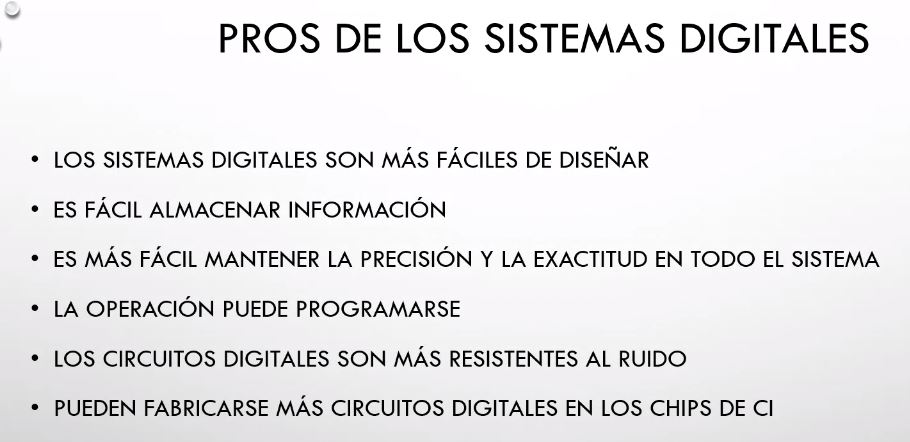 PROS DE LOS SISTEMAS DIGITALES
• LOS SISTEMAS DIGITALES SON MÁS FÁCILES DE DISEÑAR
• ES FÁCIL ALMACENAR INFORMACIÓN
• ES MÁS FÁCIL MANTENER LA PRECISIÓN Y LA EXACTITUD EN TODO EL SISTEMA
• LA OPERACIÓN PUEDE PROGRAMARSE
• LOS CIRCUITOS DIGITALES SON MÁS RESISTENTES AL RUIDO
• PUEDEN FABRICARSE MÁS CIRCUITOS DIGITALES EN LOS CHIPS DE CI